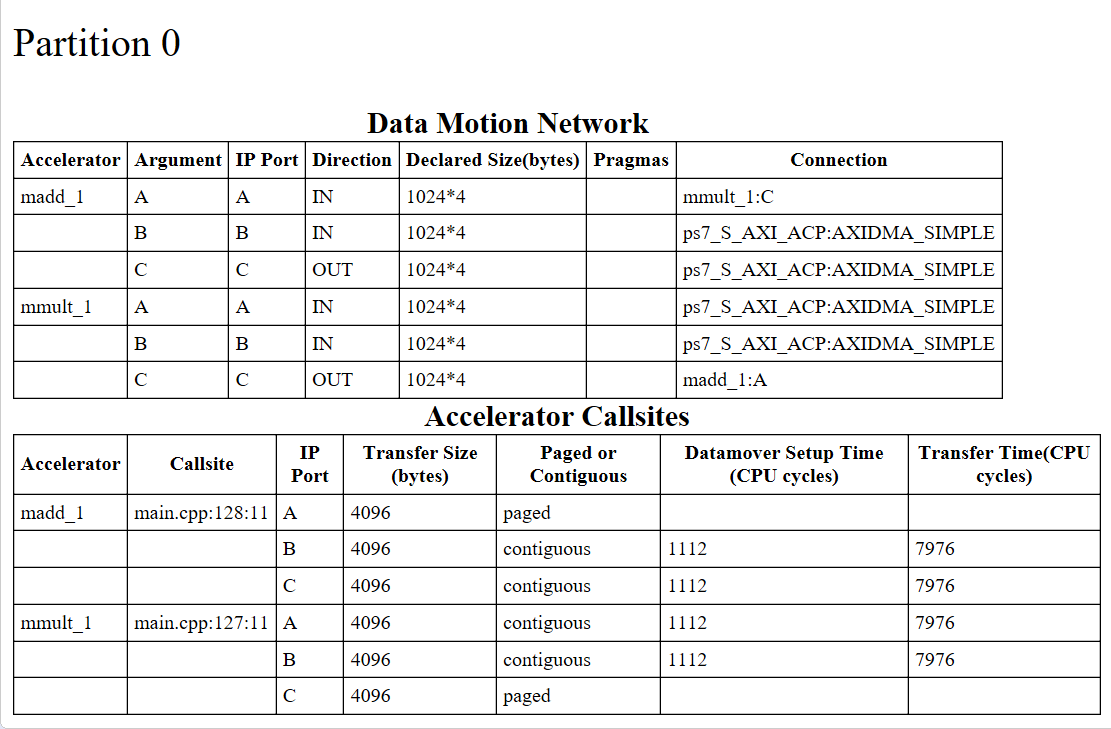 Partition 0
Data Motion Network
Accelerator Argument IP Port Direction Declared Size(bytes) Pragmas Connection
madd_1 A A IN 1024*4 mmult_1:C
B B IN 1024*4 ps7_S_AXI_ACP:AXIDMA_SIMPLE
C C OUT 1024*4 ps7_S_AXI_ACP:AXIDMA_SIMPLE
mmult_1 A A IN 1024*4 ps7_S_AXI_ACP:AXIDMA_SIMPLE
B B IN 1024*4 ps7_S_AXI_ACP:AXIDMA_SIMPLE
C C OUT 1024*4 madd_1:A
Accelerator Callsites
Accelerator Callsite IP Port Transfer Size (bytes) Paged or Contiguous Datamover Setup Time (CPU cycles) Transfer Time(CPU cycles)
madd_1 main.cpp:128:11 A 4096 paged
B 4096 contiguous 1112 7976
C 4096 contiguous 1112 7976
mmult_1 main.cpp:127:11 A 4096 contiguous 1112 7976
B 4096 contiguous 1112 7976
C 4096 paged